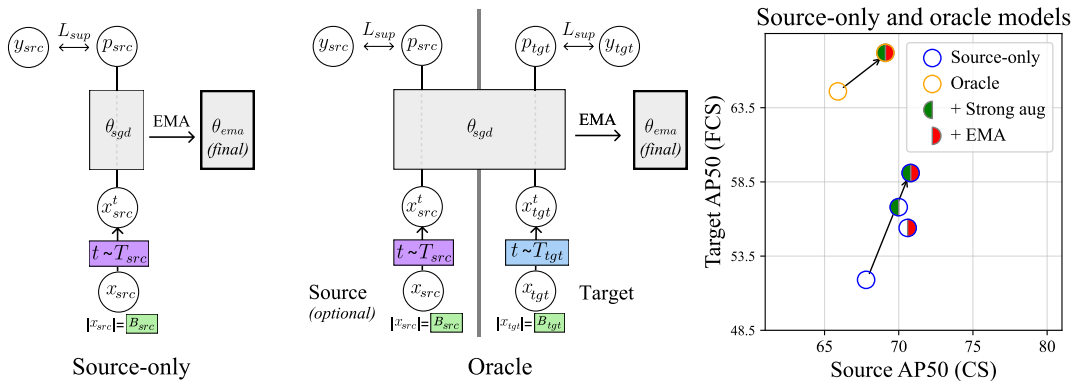 y_src
L_sup
p_src
θ_sgd
EMA
θ_ema
(final)
x^t_src
t ~ T_src
x_src
|x_src|= B_src
Source-only
y_src
L_sup
p_src
p_tgt
L_sup
y_tgt
θ_sgd
EMA
θ_ema
(final)
x^t_src
x^t_tgt
t ~ T_src
t ~ T_tgt
Source
(optional)
x_src
x_tgt
Target
|x_src|= B_src
|x_tgt|= B_tgt
Oracle
Source-only and oracle models
Source-only
Oracle
+ Strong aug
+ EMA
Target AP50 (FCS)
63.5
58.5
53.5
48.5
65
70
75
80
Source AP50 (CS)